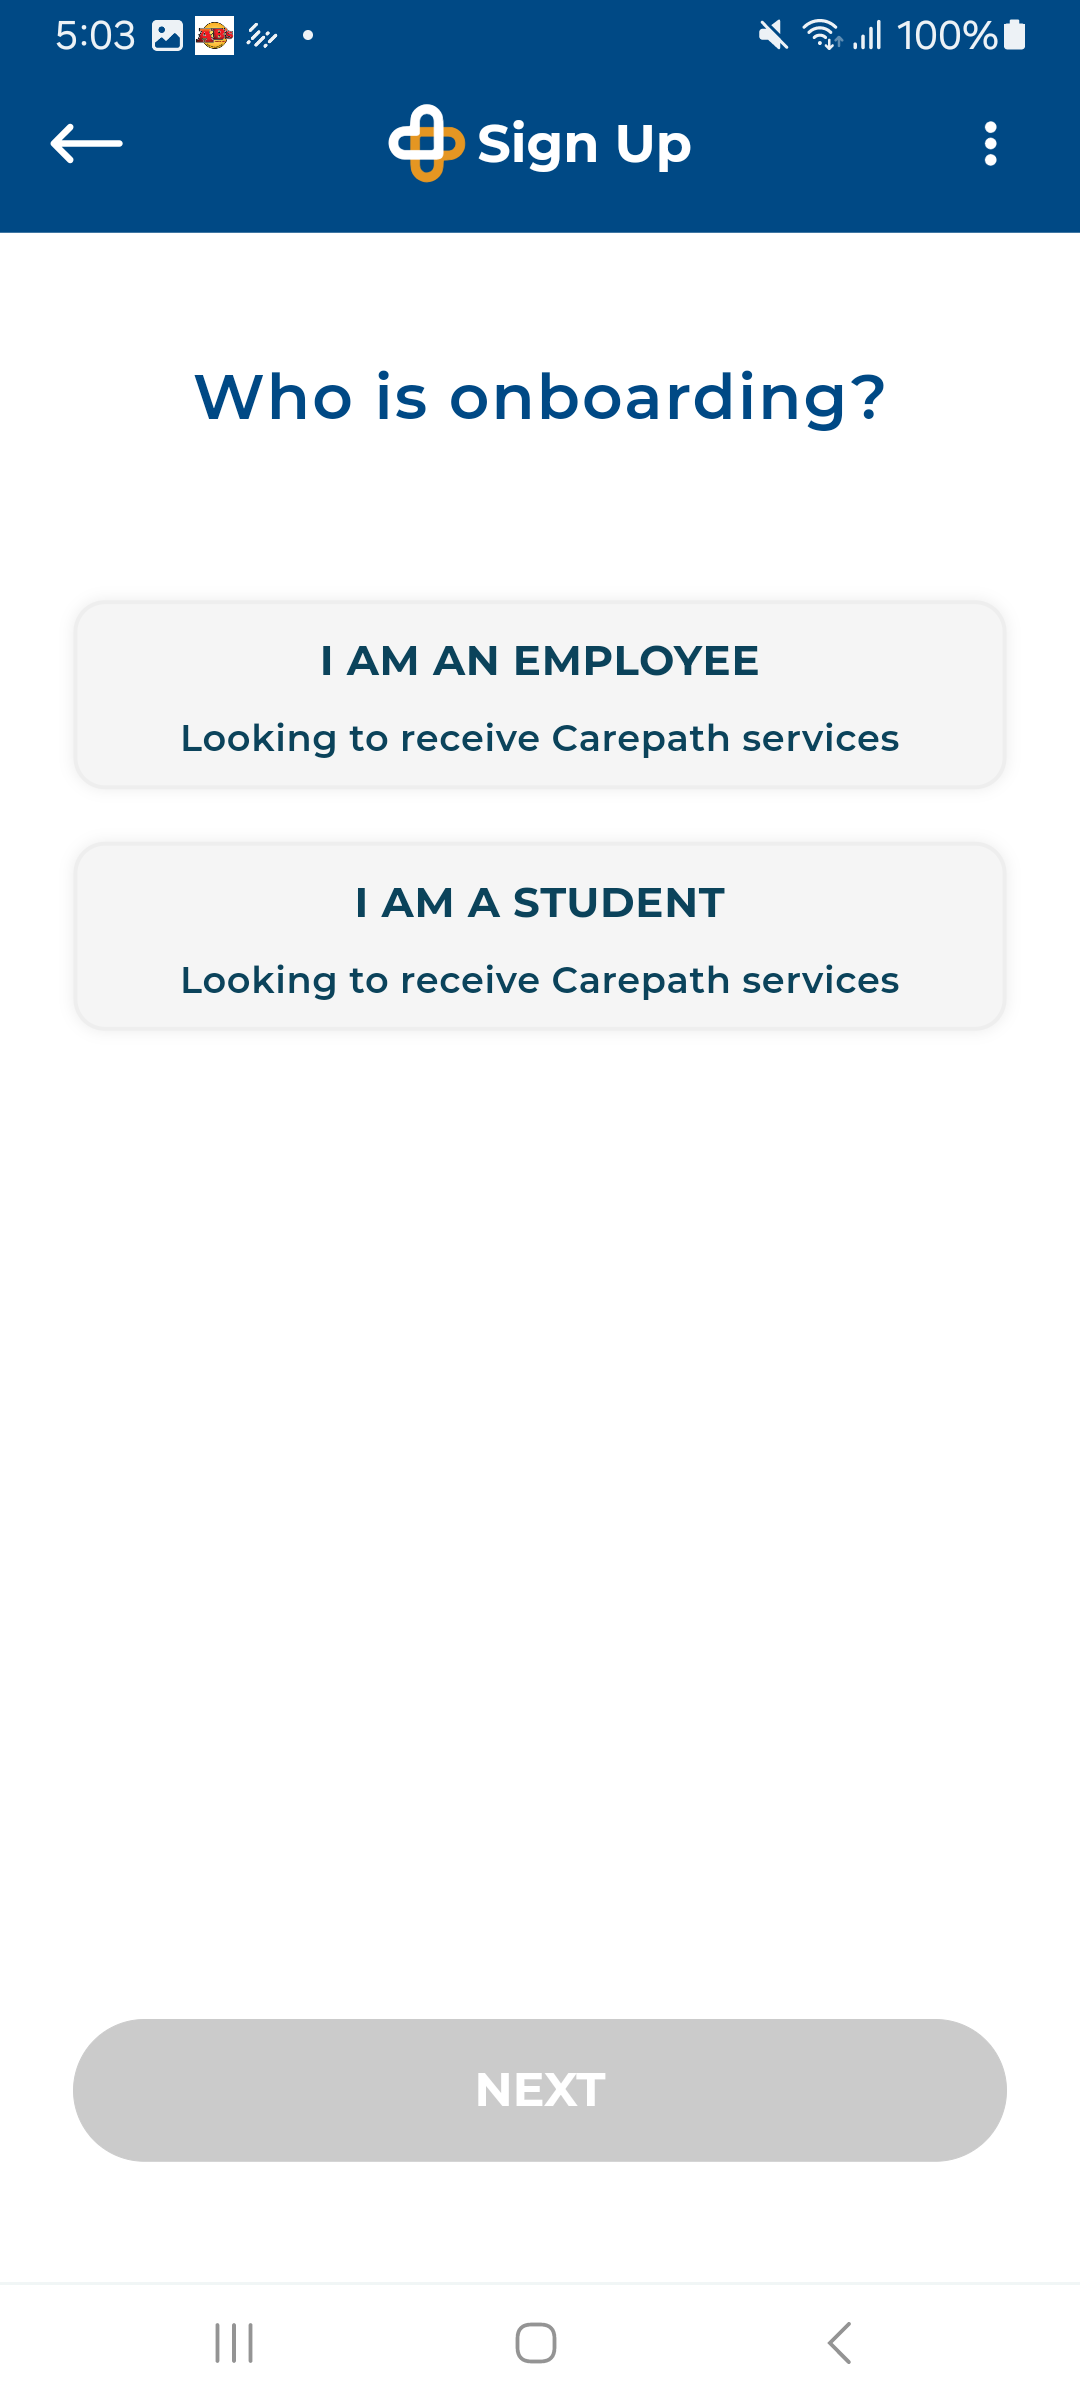 5:03
100%
Sign Up
Who is onboarding?
I AM AN EMPLOYEE
Looking to receive Carepath services
I AM A STUDENT
Looking to receive Carepath services
NEXT